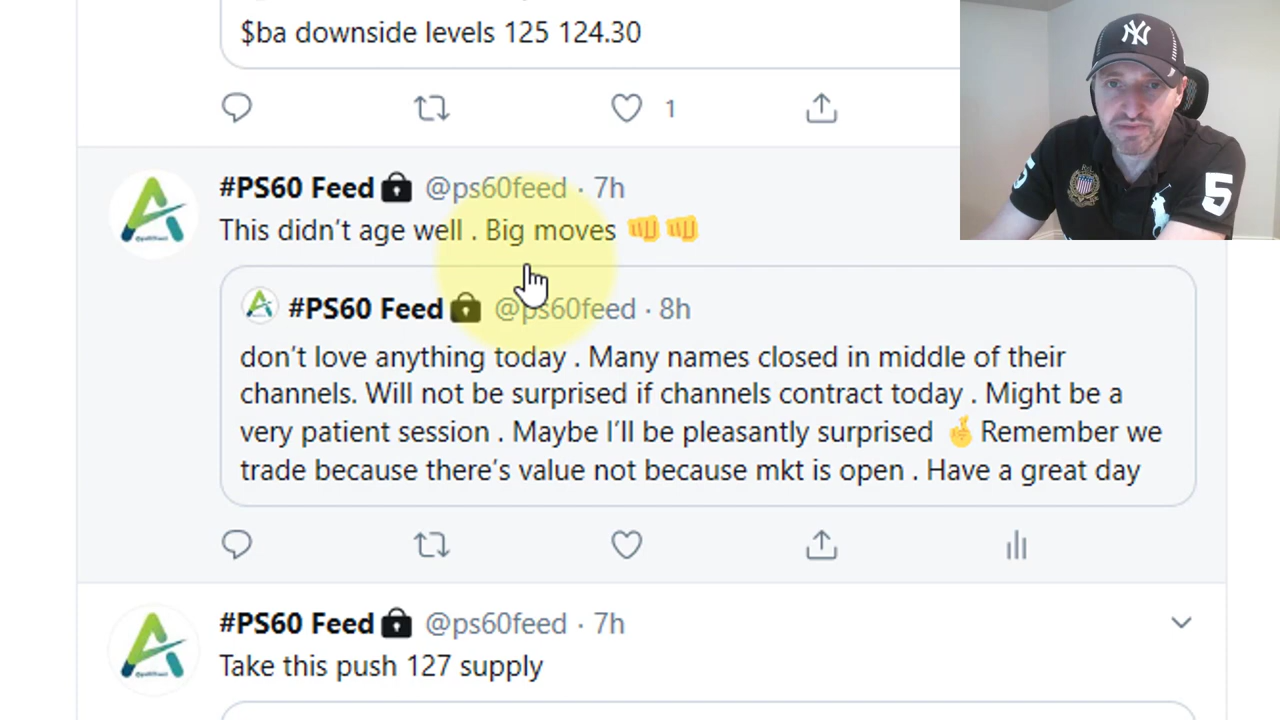 $ba downside levels 125 124.30
1
#PS60 Feed @ps60feed · 7h
This didn’t age well . Big moves 👊👊
#PS60 Feed @ps60feed · 8h
don’t love anything today . Many names closed in middle of their
channels. Will not be surprised if channels contract today . Might be a
very patient session . Maybe I’ll be pleasantly surprised 🤞 Remember we
trade because there’s value not because mkt is open . Have a great day
#PS60 Feed @ps60feed · 7h
Take this push 127 supply
NY
5
5